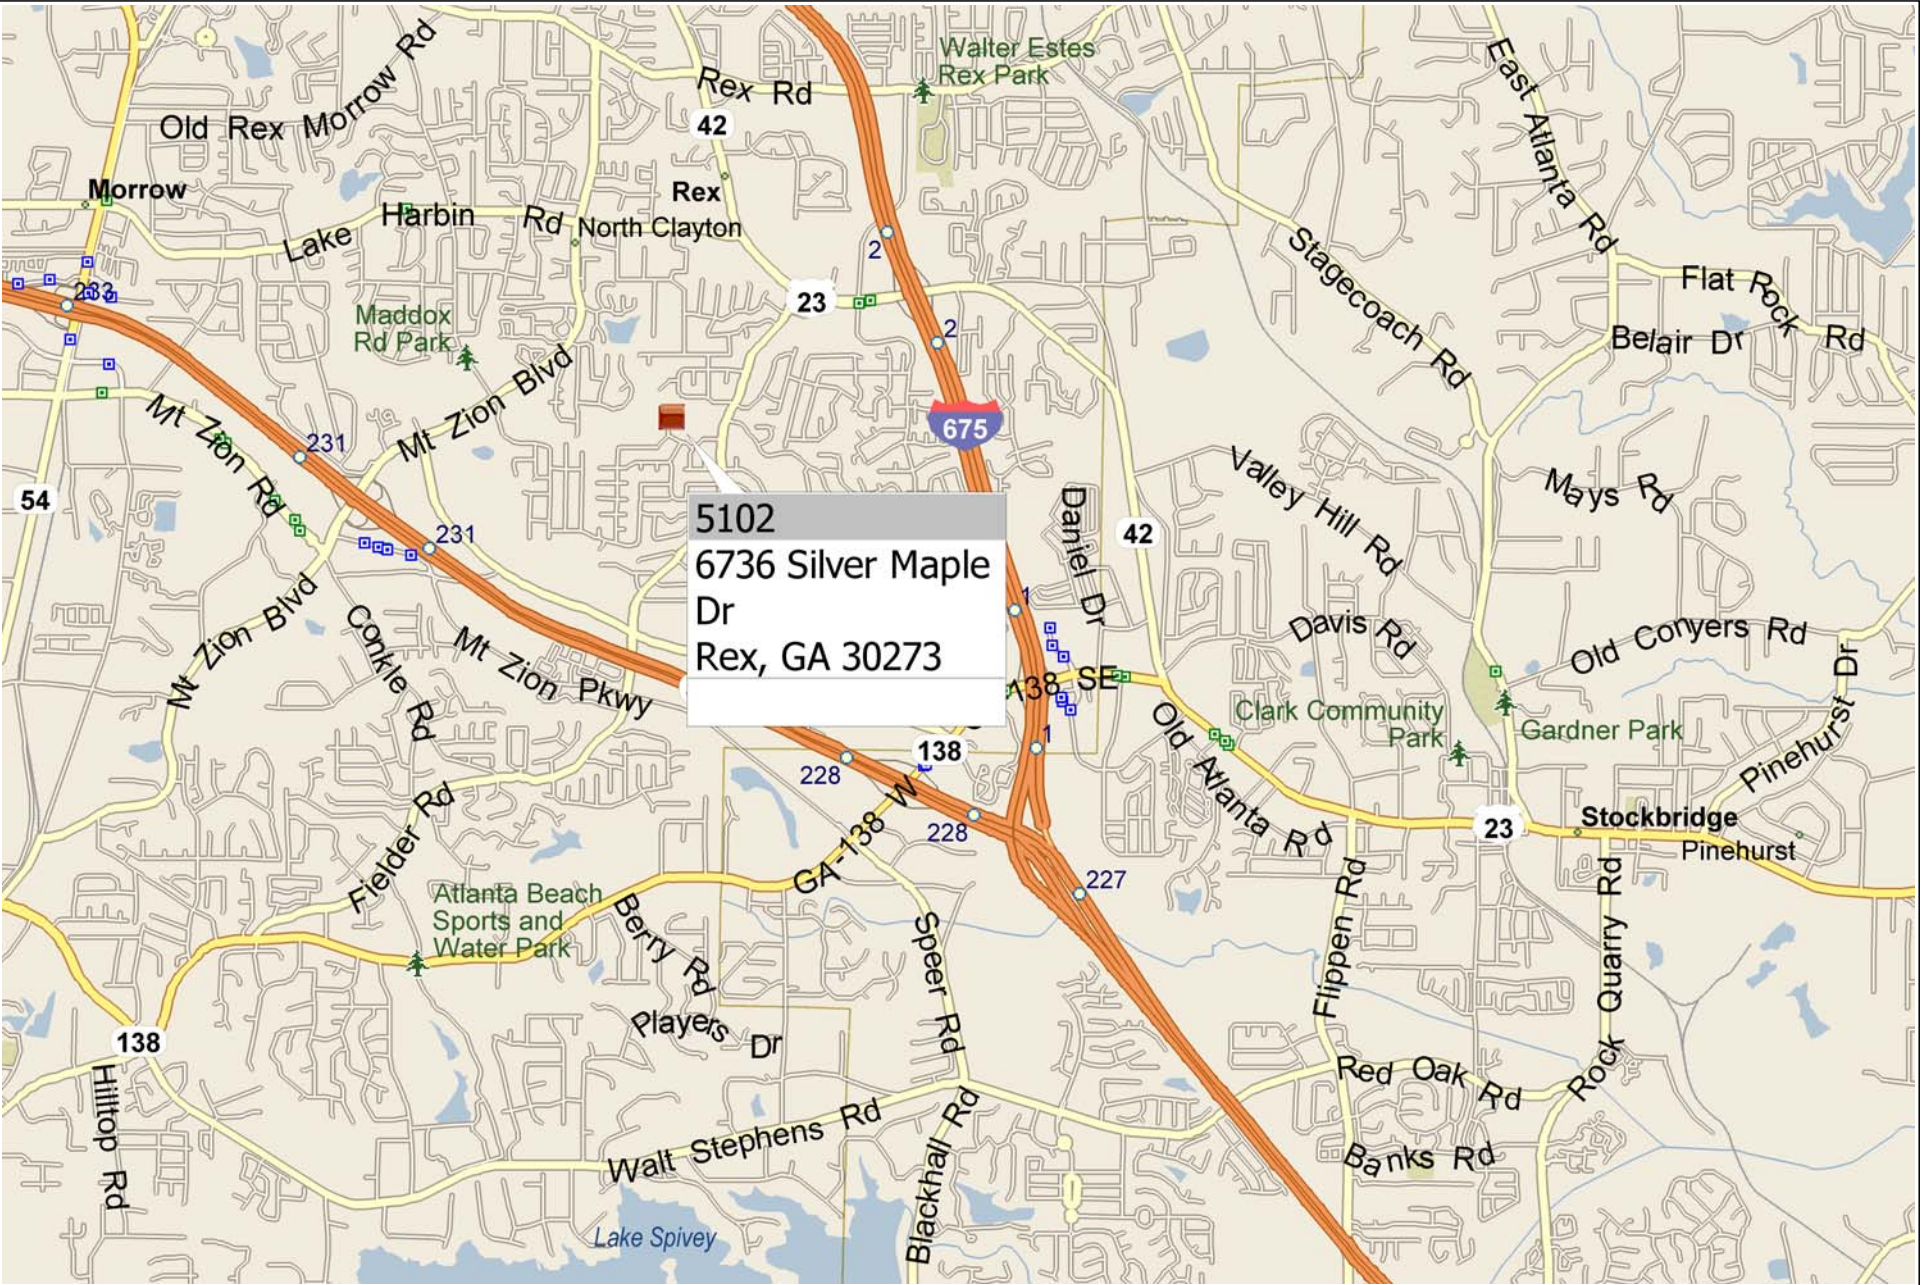 Walter Estes
Rex Park
Rex Rd
42
Old Rex Morrow Rd
East Atlanta Rd
Morrow
Rex
Lake Harbin Rd
North Clayton
2
Stagecoach Rd
Flat Rock Rd
233
23
Maddox
Rd Park
2
Belair Dr
Mt Zion Blvd
Mt Zion Rd
675
231
54
Valley Hill Rd
Mays Rd
5102
6736 Silver Maple
Dr
Rex, GA 30273
Daniel Dr
42
231
1
Mt Zion Blvd
Conkle Rd
Mt Zion Pkwy
Davis Rd
Old Conyers Rd
138 SE
Pinehurst Dr
Clark Community
Park
Gardner Park
Old Atlanta Rd
1
138
228
228
GA-138 W
Fielder Rd
23
Stockbridge
Pinehurst
227
Atlanta Beach
Sports and
Water Park
Berry Rd
Speer Rd
Flippen Rd
Rock Quarry Rd
Players Dr
138
Hilltop Rd
Red Oak Rd
Walt Stephens Rd
Blackhall Rd
Banks Rd
Lake Spivey